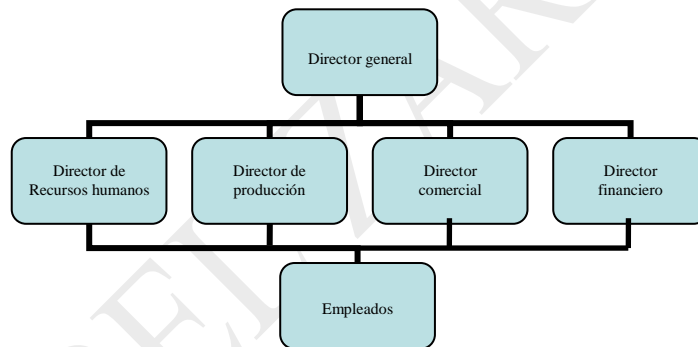 Director general
Director de
Recursos humanos
Director de
producción
Director
comercial
Director
financiero
Empleados